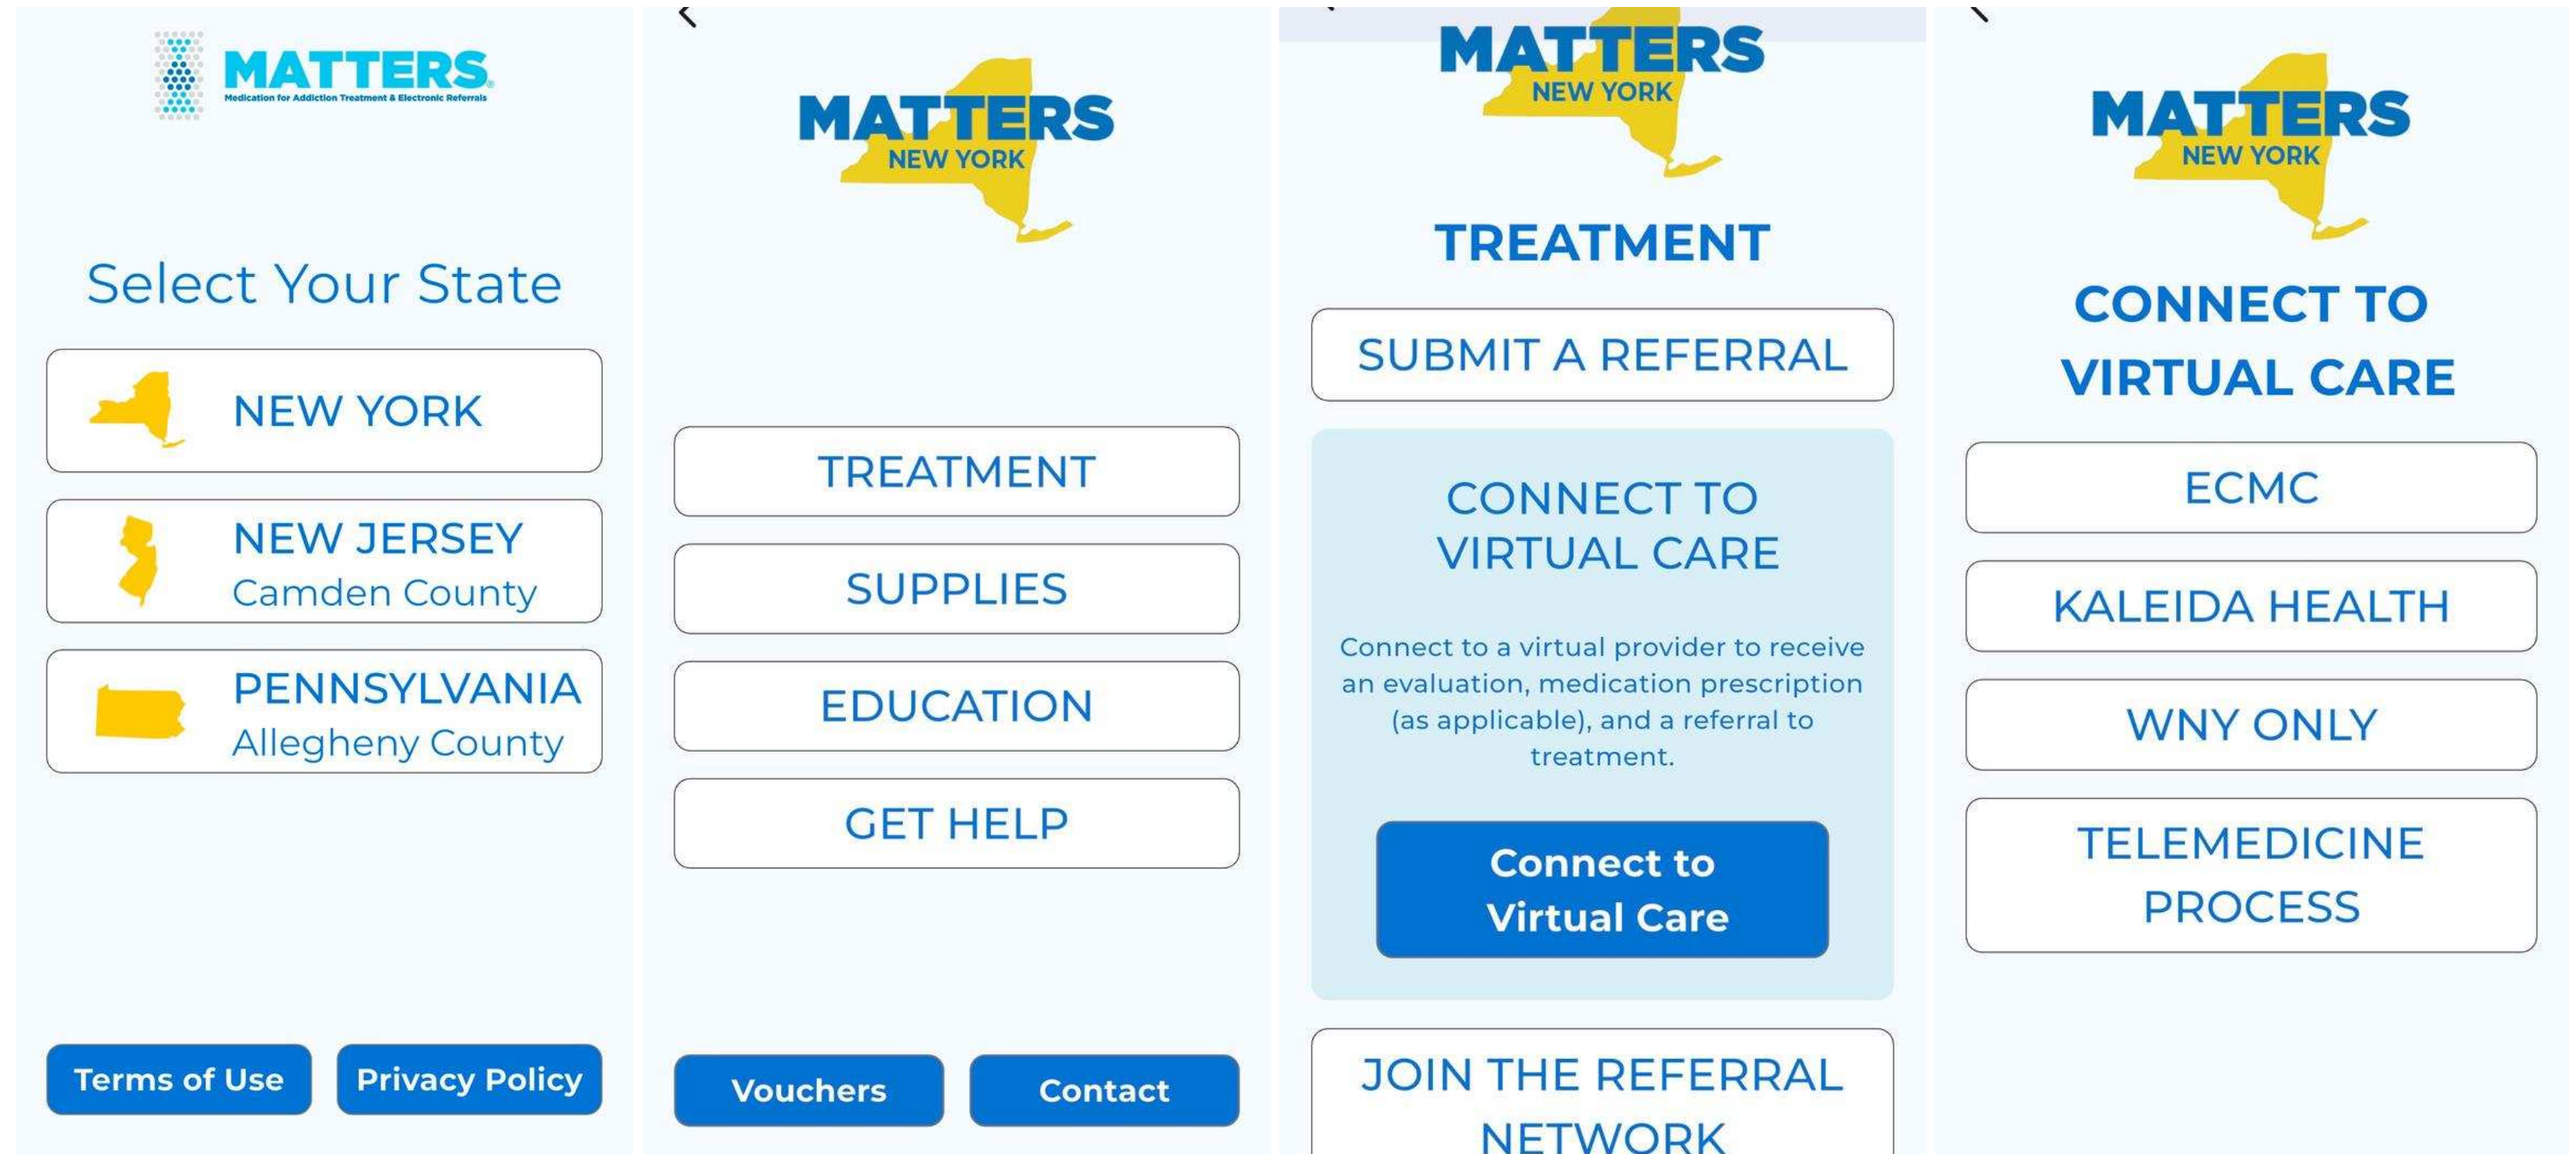 MATTERS®
Medication for Addiction Treatment & Electronic Referrals
Select Your State
NEW YORK
NEW JERSEY
Camden County
PENNSYLVANIA
Allegheny County
Terms of Use
Privacy Policy
MATTERS
NEW YORK
TREATMENT
SUPPLIES
EDUCATION
GET HELP
Vouchers
Contact
MATTERS
NEW YORK
TREATMENT
SUBMIT A REFERRAL
CONNECT TO
VIRTUAL CARE
Connect to a virtual provider to receive
an evaluation, medication prescription
(as applicable), and a referral to
treatment.
Connect to
Virtual Care
JOIN THE REFERRAL
NETWORK
MATTERS
NEW YORK
CONNECT TO
VIRTUAL CARE
ECMC
KALEIDA HEALTH
WNY ONLY
TELEMEDICINE
PROCESS